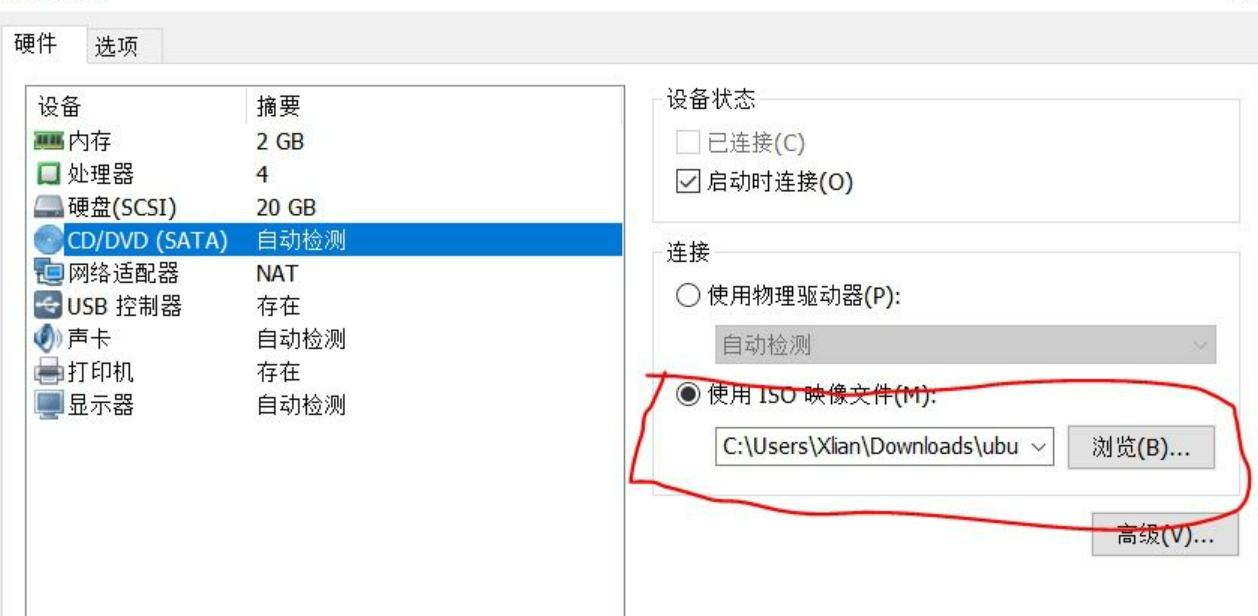 硬件 选项
设备 摘要
内存 2 GB
处理器 4
硬盘(SCSI) 20 GB
CD/DVD (SATA) 自动检测
网络适配器 NAT
USB 控制器 存在
声卡 自动检测
打印机 存在
显示器 自动检测
设备状态
已连接(C)
启动时连接(O)
连接
使用物理驱动器(P):
自动检测
使用 ISO 映像文件(M):
C:\Users\Xlian\Downloads\ubu 浏览(B)...
高级(V)...